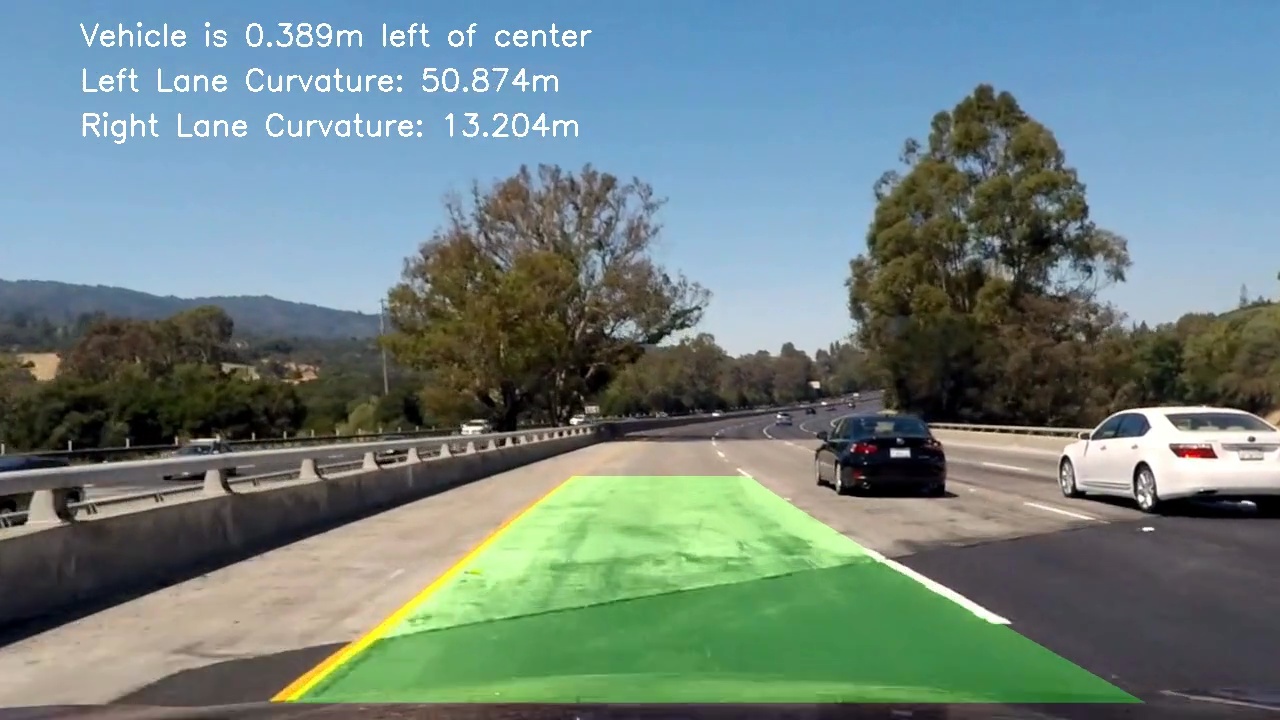 Vehicle is 0.389m left of center
Left Lane Curvature: 50.874m
Right Lane Curvature: 13.204m